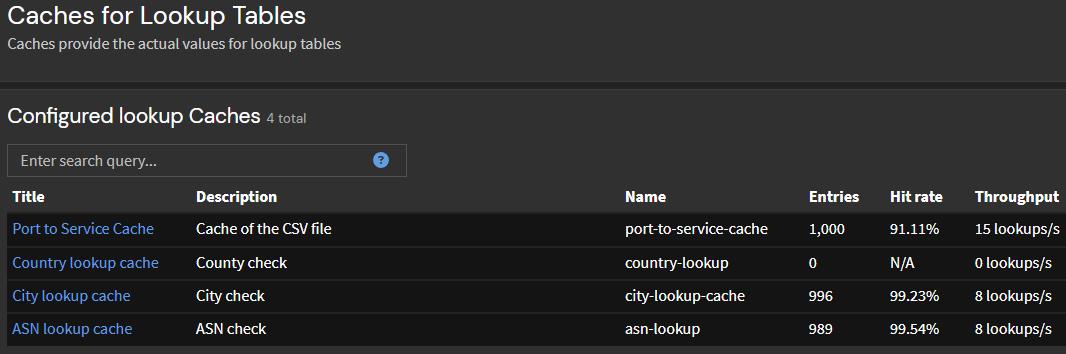 Caches for Lookup Tables
Caches provide the actual values for lookup tables
Configured lookup Caches 4 total
Enter search query... ?
Title Description Name Entries Hit rate Throughput
Port to Service Cache Cache of the CSV file port-to-service-cache 1,000 91.11% 15 lookups/s
Country lookup cache County check country-lookup 0 N/A 0 lookups/s
City lookup cache City check city-lookup-cache 996 99.23% 8 lookups/s
ASN lookup cache ASN check asn-lookup 989 99.54% 8 lookups/s